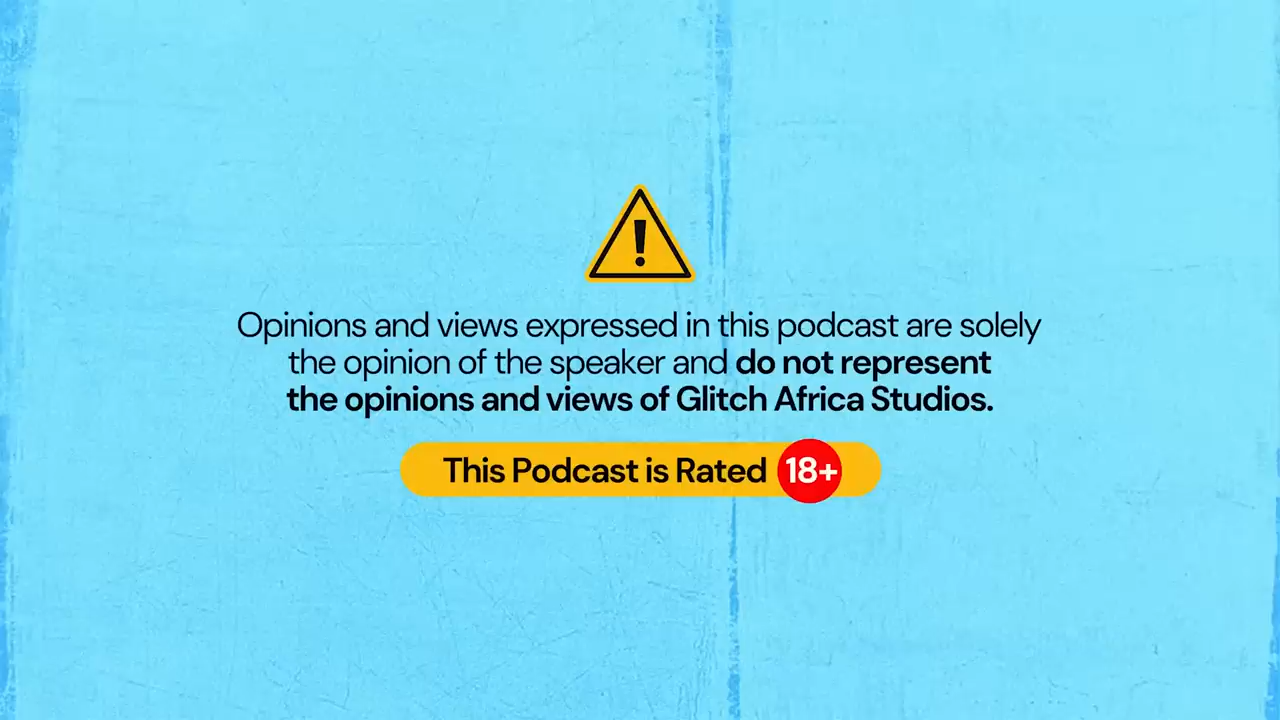 Opinions and views expressed in this podcast are solely
the opinion of the speaker and do not represent
the opinions and views of Glitch Africa Studios.
This Podcast is Rated 18+